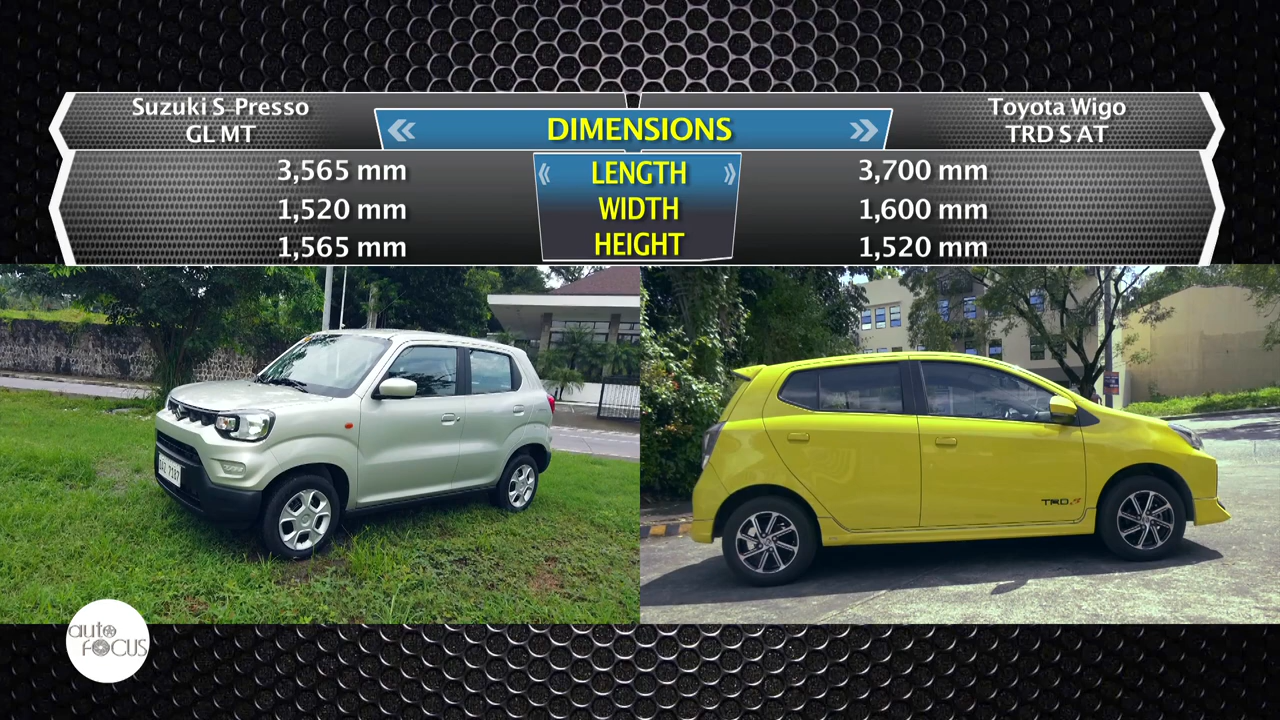 Suzuki S-Presso
GL MT
DIMENSIONS
Toyota Wigo
TRD S AT
3,565 mm
LENGTH
3,700 mm
1,520 mm
WIDTH
1,600 mm
1,565 mm
HEIGHT
1,520 mm
TRD S
auto
FOCUS